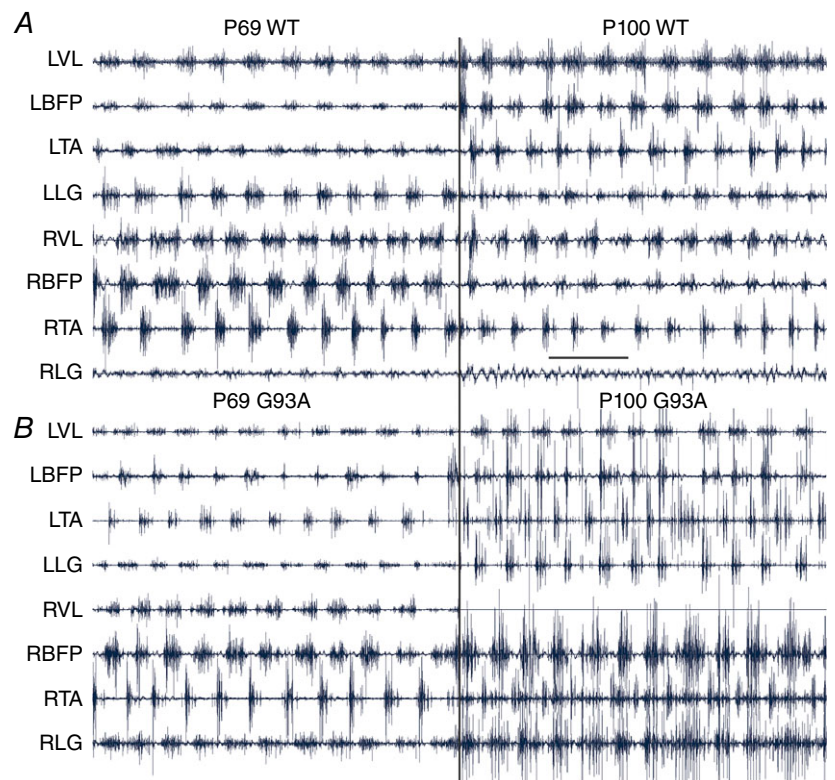 A
P69 WT P100 WT
LVL
LBFP
LTA
LLG
RVL
RBFP
RTA
RLG
P69 G93A P100 G93A
B
LVL
LBFP
LTA
LLG
RVL
RBFP
RTA
RLG